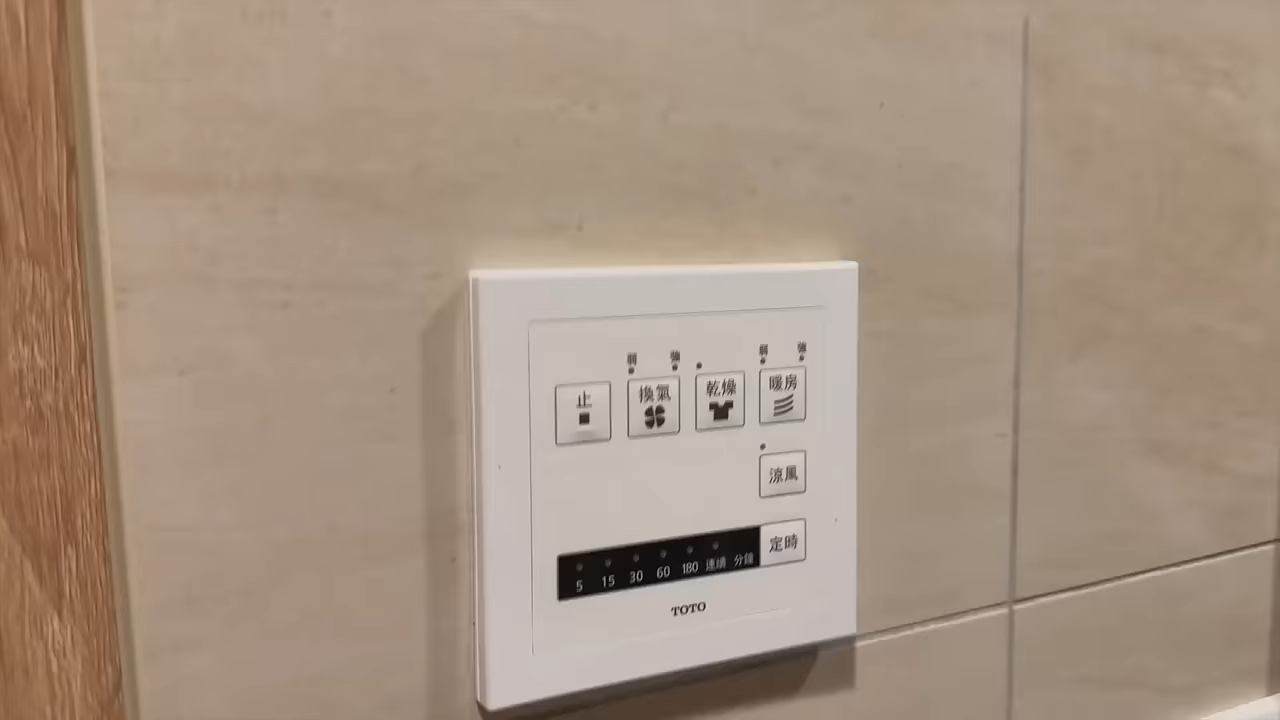 弱 強 弱 強
止 換氣 乾燥 暖房
涼風
定時
5 15 30 60 180 連續 分鐘
TOTO